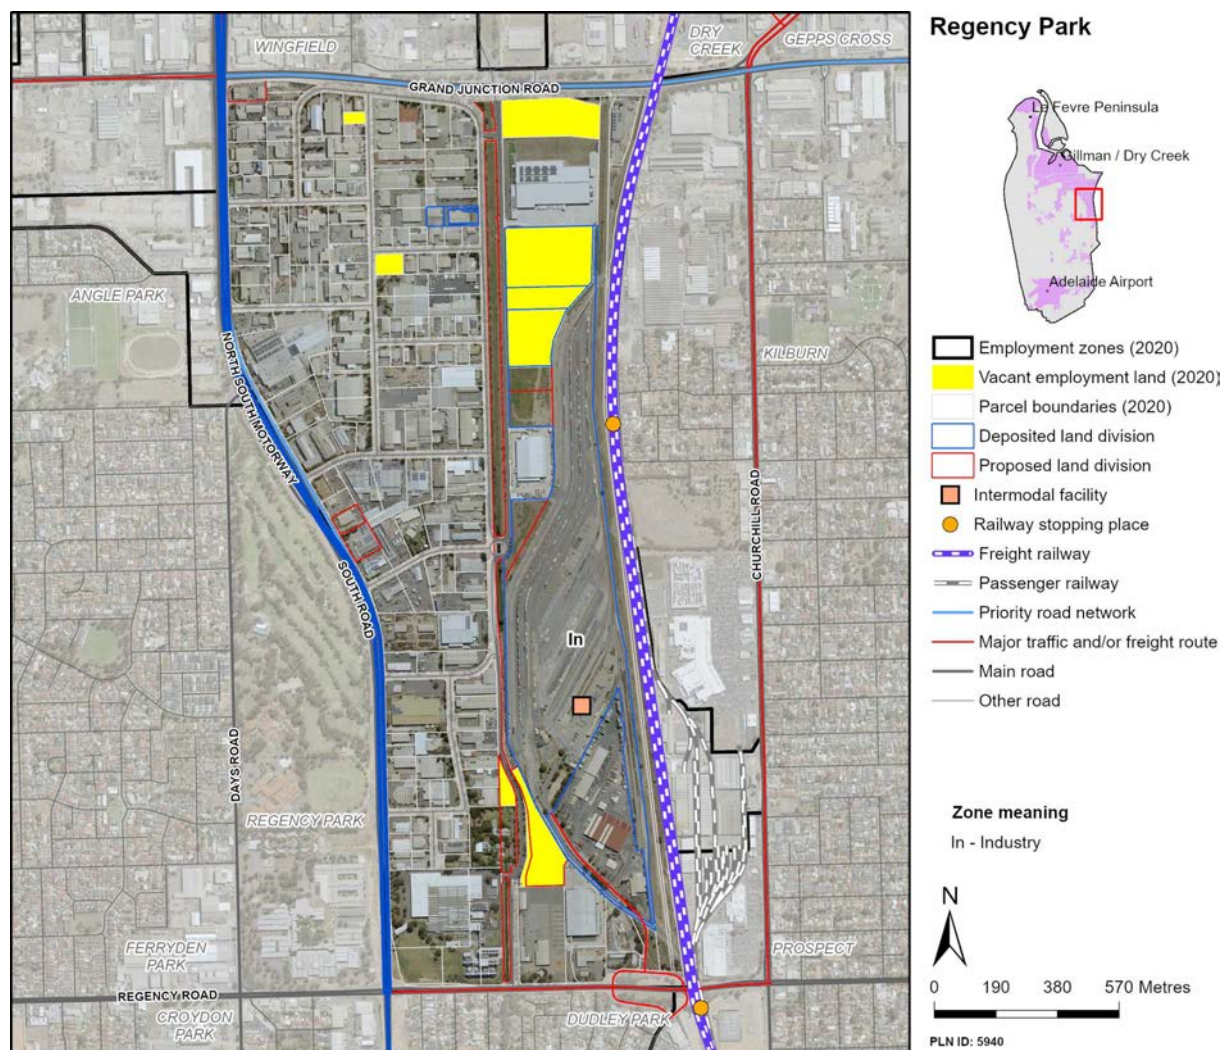 WINGFIELD
DRY
CREEK
GEPPS CROSS
GRAND JUNCTION ROAD
ANGLE PARK
KILBURN
NORTH SOUTH MOTORWAY
CHURCHILL ROAD
SOUTH ROAD
In
DAYS ROAD
REGENCY PARK
FERRYDEN
PARK
PROSPECT
REGENCY ROAD
CROYDON
PARK
DUDLEY PARK
Regency Park
Le Fevre Peninsula
Gillman / Dry Creek
Adelaide Airport
Employment zones (2020)
Vacant employment land (2020)
Parcel boundaries (2020)
Deposited land division
Proposed land division
Intermodal facility
Railway stopping place
Freight railway
Passenger railway
Priority road network
Major traffic and/or freight route
Main road
Other road
Zone meaning
In - Industry
N
0 190 380 570 Metres
PLN ID: 5940